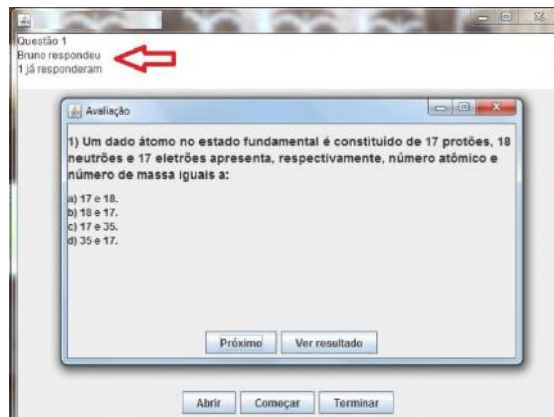 Questão 1
Bruno respondeu
1 já responderam
Avaliação
1) Um dado átomo no estado fundamental é constituído de 17 protões, 18
neutrões e 17 eletrões apresenta, respectivamente, número atômico e
número de massa iguais a:
a) 17 e 18.
b) 18 e 17.
c) 17 e 35.
d) 35 e 17.
Próximo Ver resultado
Abrir Começar Terminar